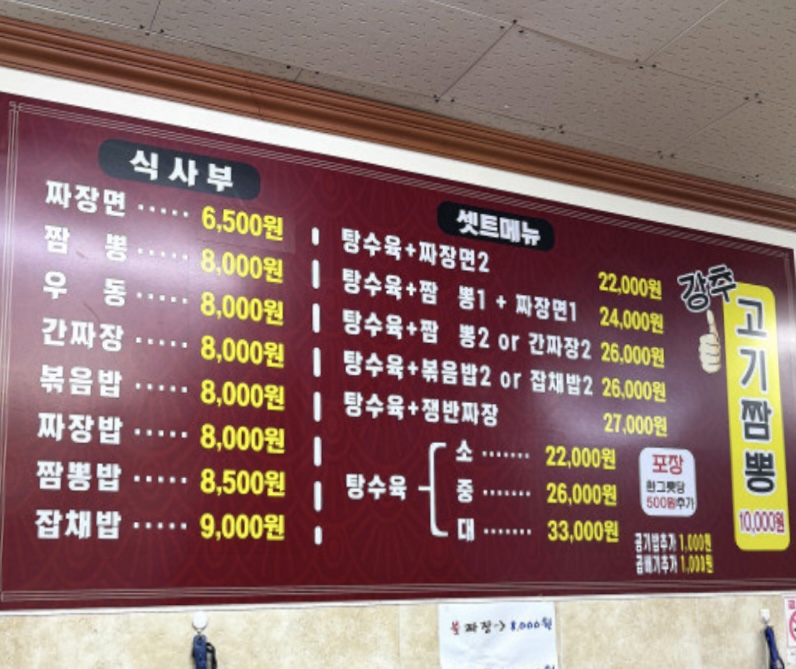 식사부
짜장면 ····· 6,500원
짬 뽕 ····· 8,000원
우 동 ····· 8,000원
간짜장 ····· 8,000원
볶음밥 ····· 8,000원
짜장밥 ····· 8,000원
짬뽕밥 ····· 8,500원
잡채밥 ····· 9,000원
셋트메뉴
탕수육+짜장면2 22,000원
탕수육+짬 뽕1 + 짜장면1 24,000원
탕수육+짬 뽕2 or 간짜장2 26,000원
탕수육+볶음밥2 or 잡채밥2 26,000원
탕수육+쟁반짜장 27,000원
탕수육
소 ······· 22,000원
중 ······· 26,000원
대 ······· 33,000원
포장
한그릇당
500원추가
공기밥추가 1,000원
곱빼기추가 1,000원
강추
고기짬뽕
10,000원
짜장-> 8,000원